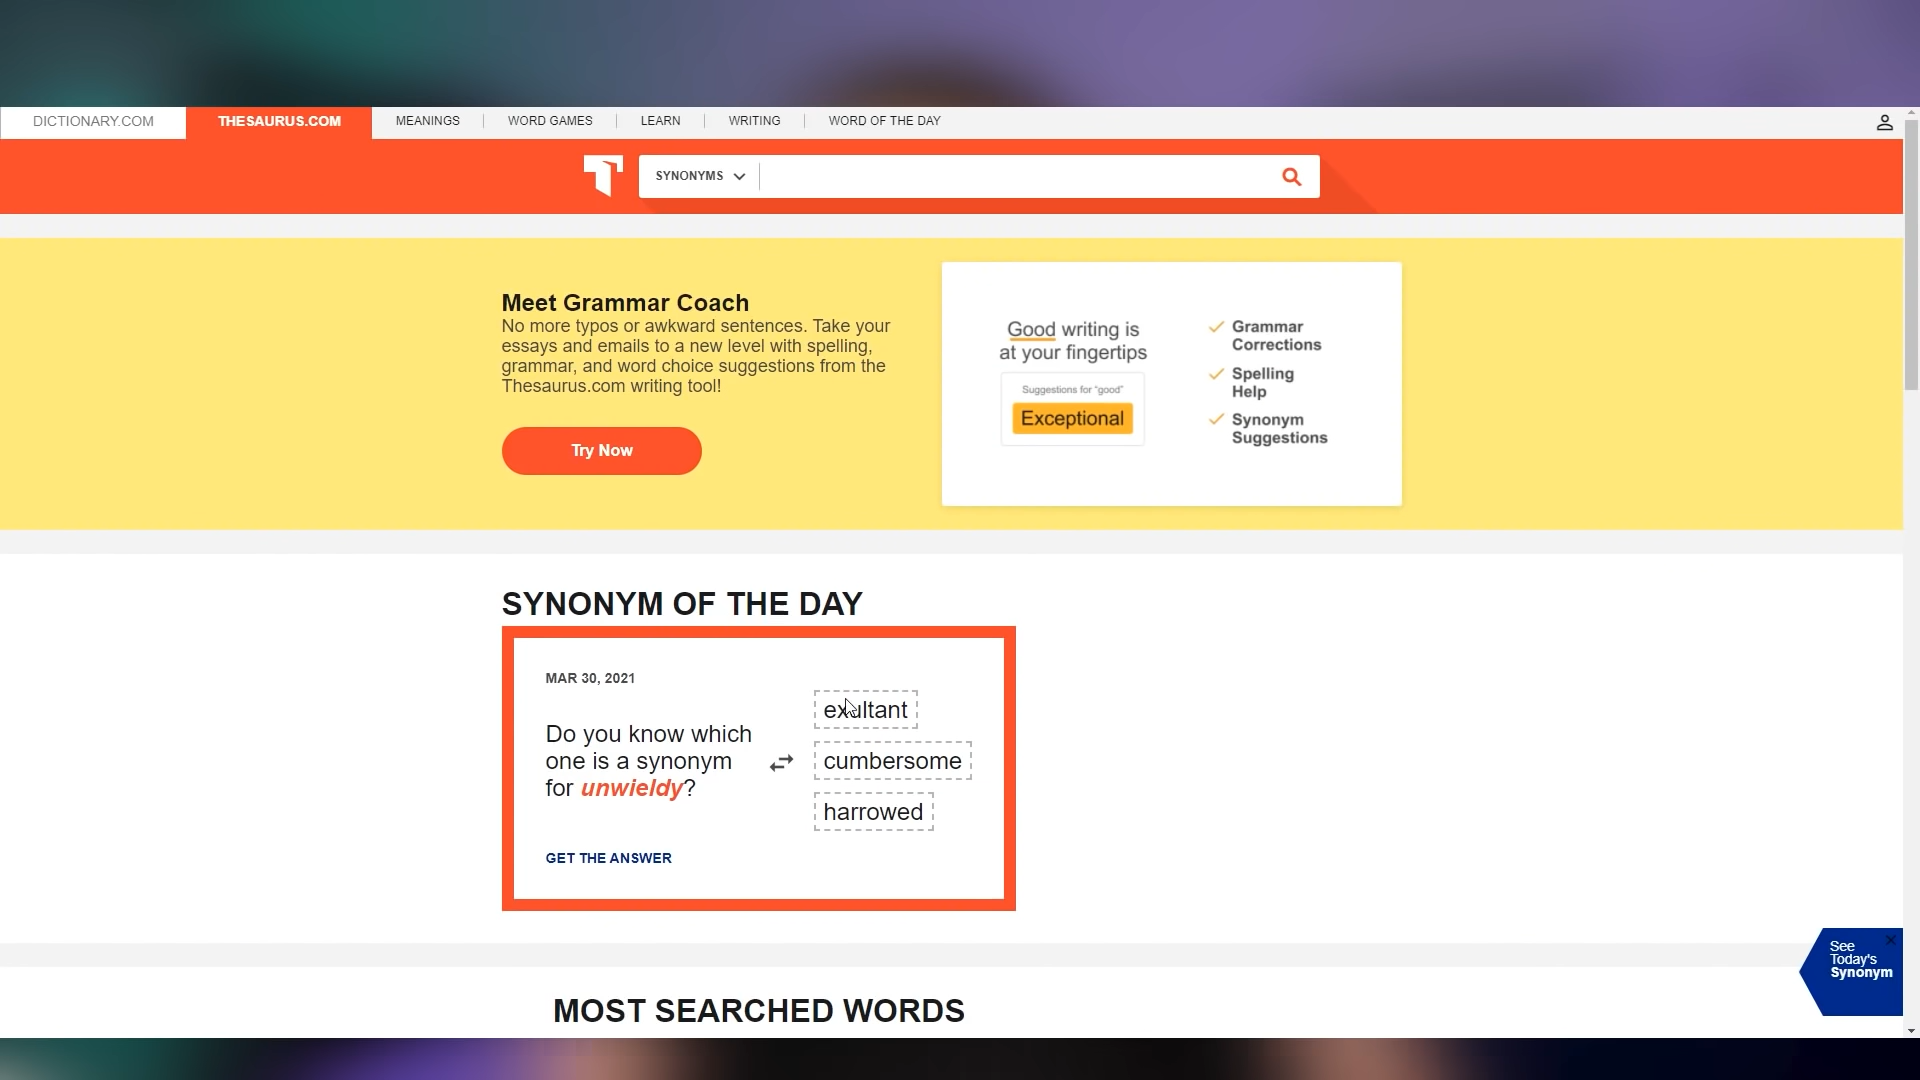 DICTIONARY.COM
THESAURUS.COM
MEANINGS
WORD GAMES
LEARN
WRITING
WORD OF THE DAY
SYNONYMS
Meet Grammar Coach
No more typos or awkward sentences. Take your
essays and emails to a new level with spelling,
grammar, and word choice suggestions from the
Thesaurus.com writing tool!
Try Now
Good writing is
at your fingertips
Suggestions for "good"
Exceptional
Grammar
Corrections
Spelling
Help
Synonym
Suggestions
SYNONYM OF THE DAY
MAR 30, 2021
Do you know which
one is a synonym
for unwieldy?
exultant
cumbersome
harrowed
GET THE ANSWER
See
Today's
Synonym
MOST SEARCHED WORDS